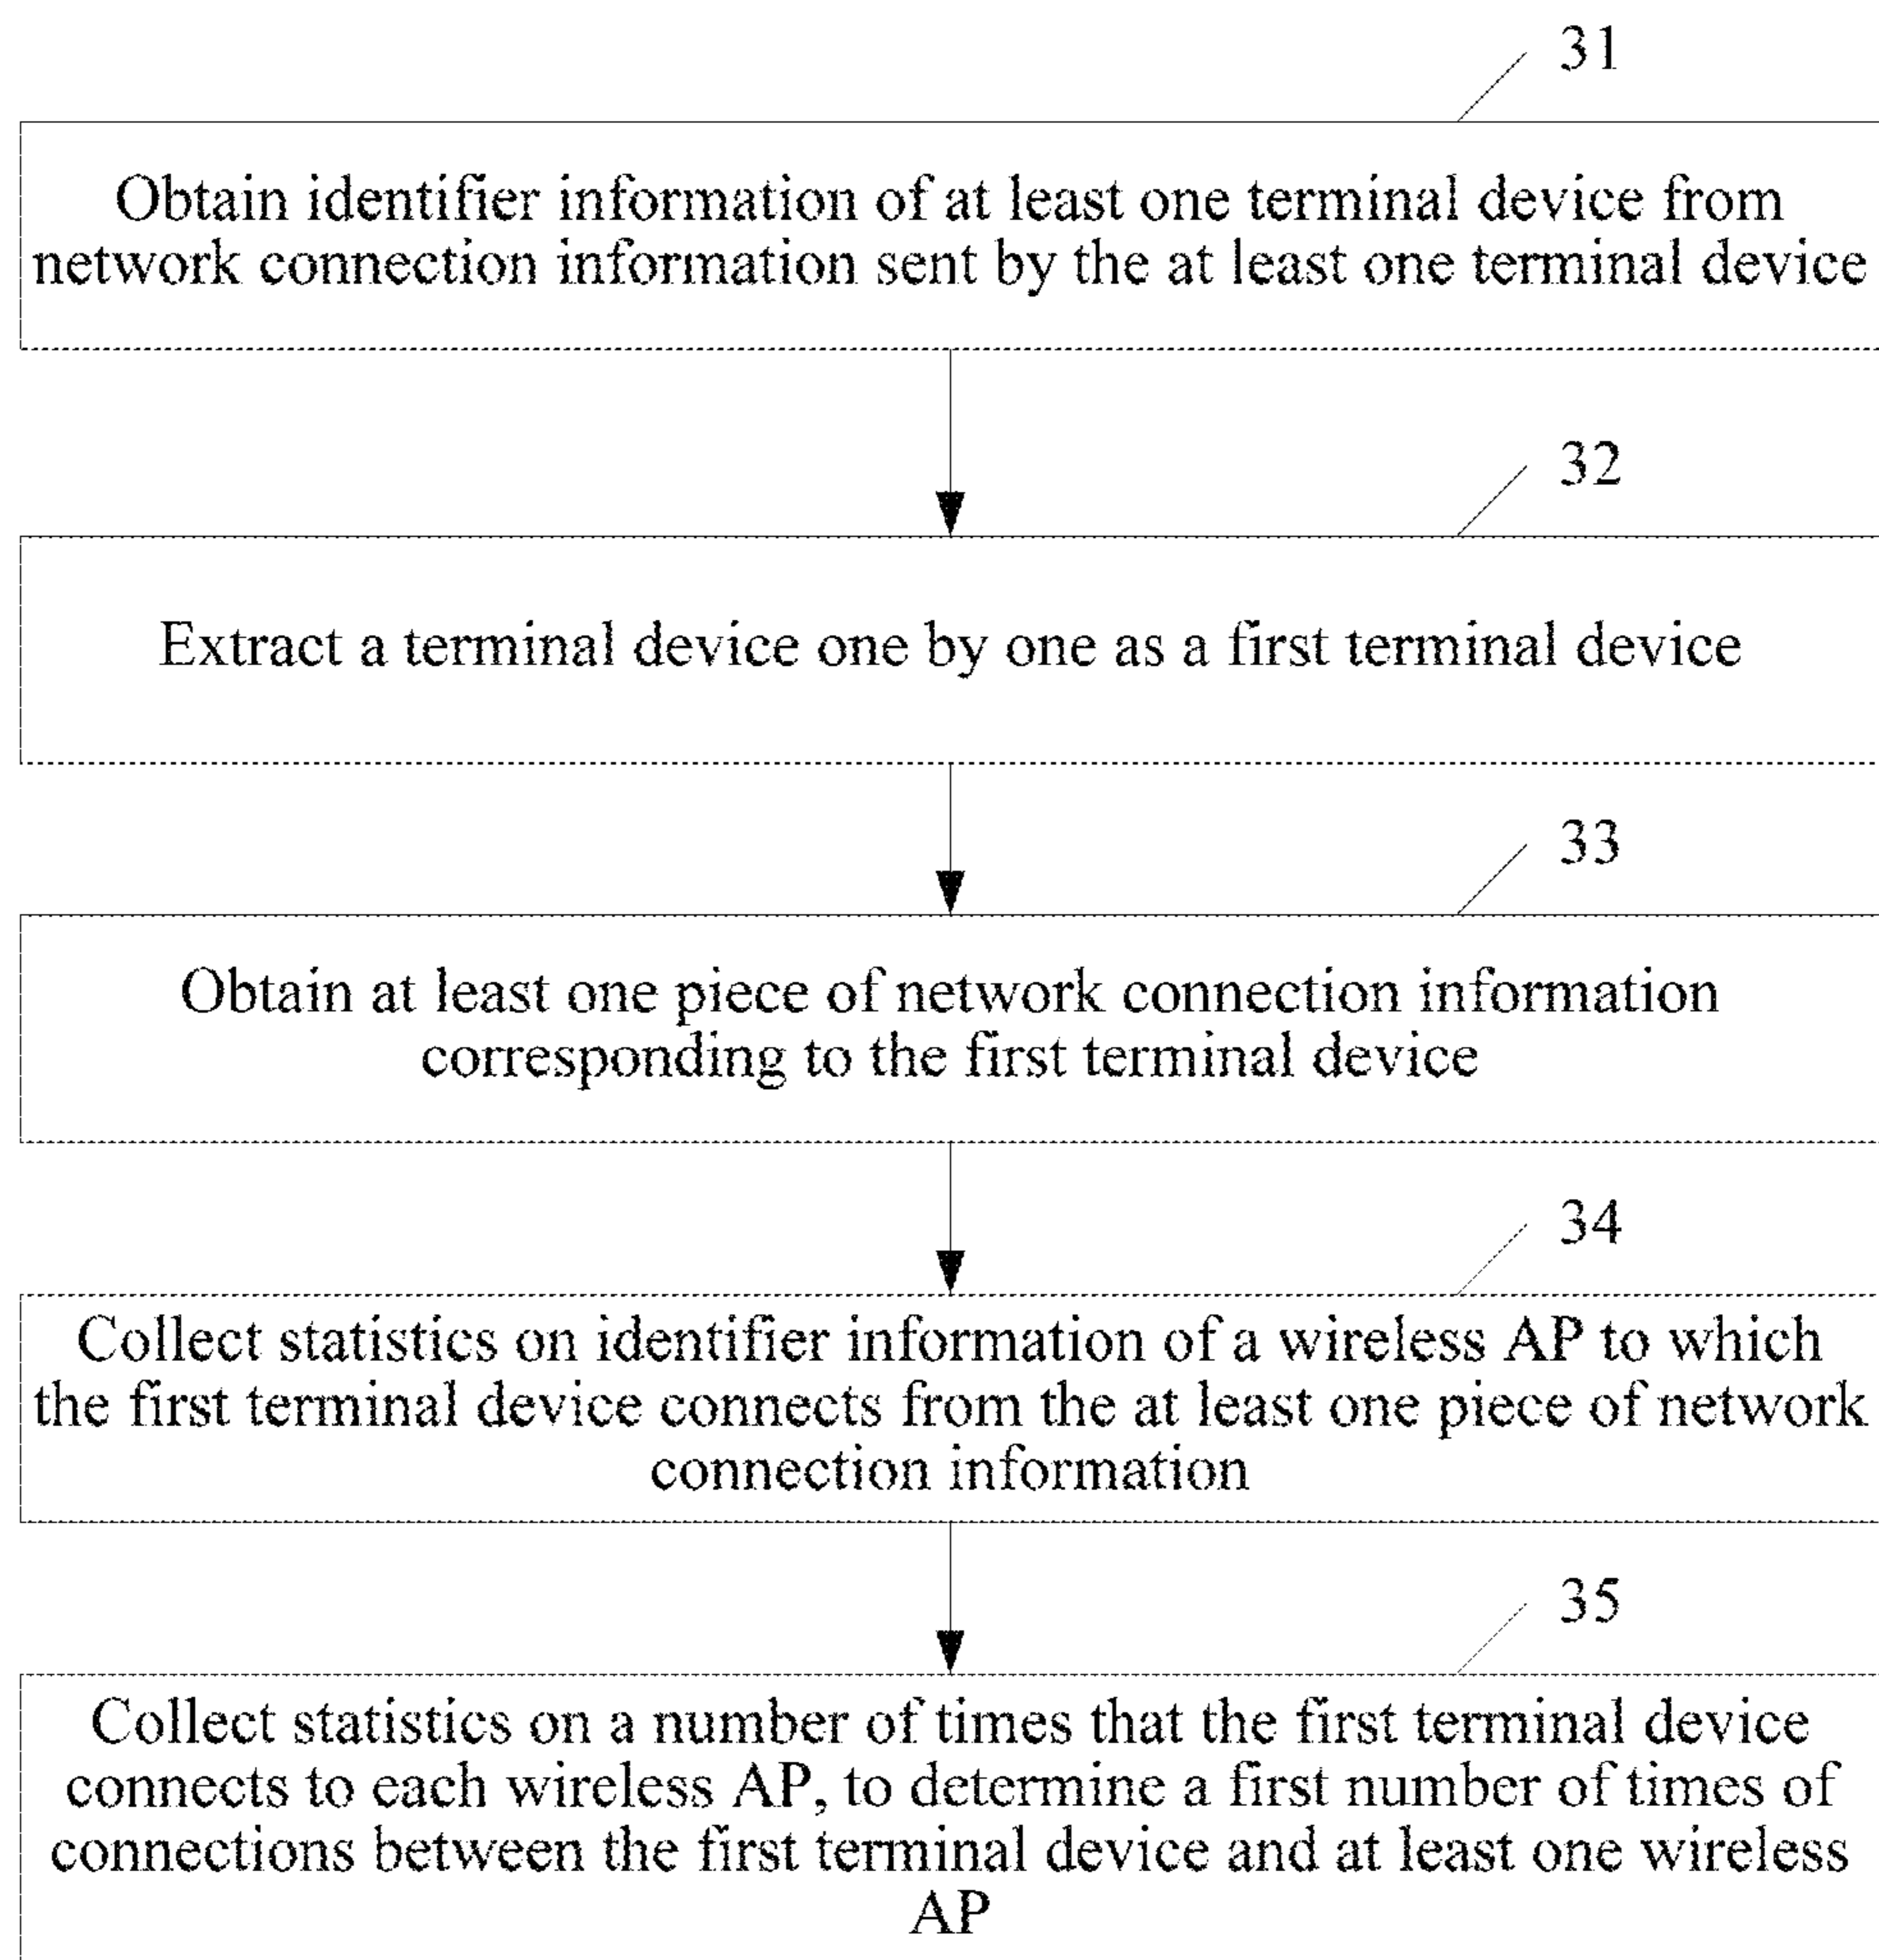 31
Obtain identifier information of at least one terminal device from
network connection information sent by the at least one terminal device
32
Extract a terminal device one by one as a first terminal device
33
Obtain at least one piece of network connection information
corresponding to the first terminal device
34
Collect statistics on identifier information of a wireless AP to which
the first terminal device connects from the at least one piece of network
connection information
35
Collect statistics on a number of times that the first terminal device
connects to each wireless AP, to determine a first number of times of
connections between the first terminal device and at least one wireless
AP